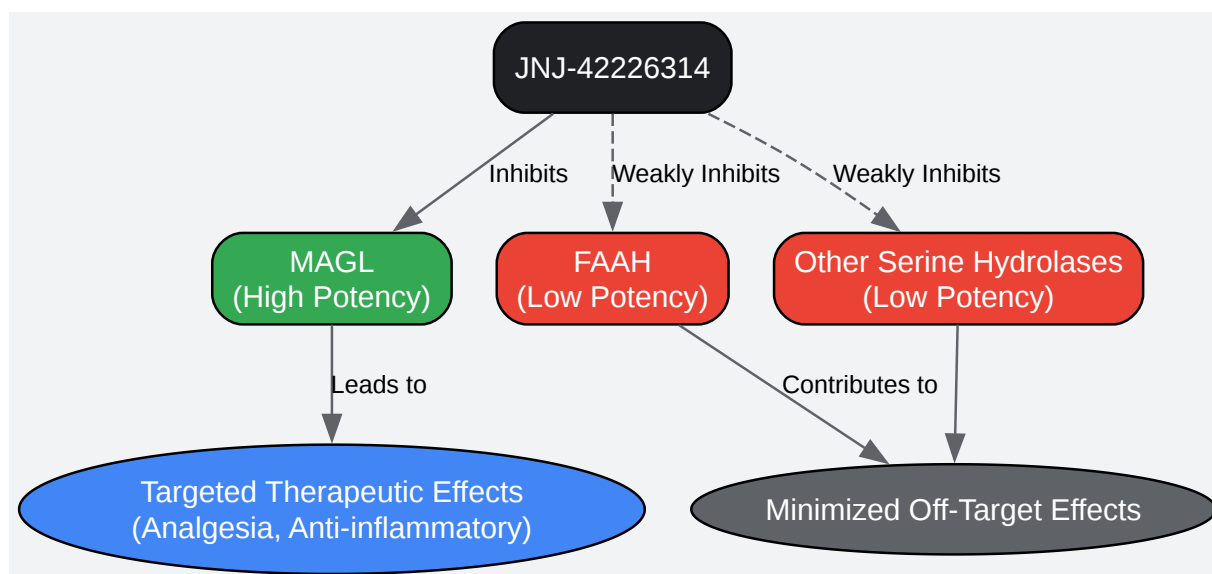 JNJ-42226314
Inhibits
Weakly Inhibits
Weakly Inhibits
MAGL
(High Potency)
FAAH
(Low Potency)
Other Serine Hydrolases
(Low Potency)
Leads to
Contributes to
Targeted Therapeutic Effects
(Analgesia, Anti-inflammatory)
Minimized Off-Target Effects